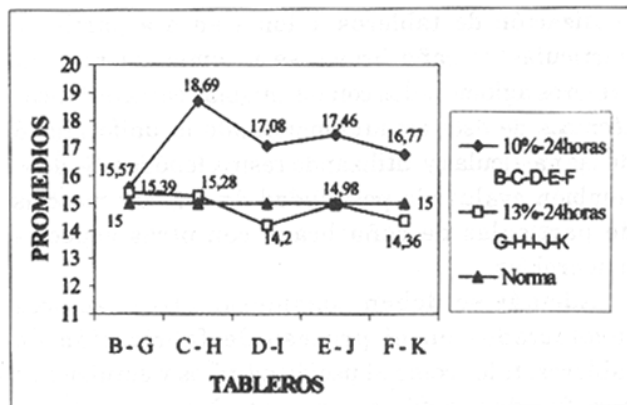 PROMEDIOS
20
19
18
17
16
15
14
13
12
11
18,69
17,08
17,46
16,77
15,57
15,39
15,28
14,98
15
15
14,2
14,36
B - G
C - H
D - I
E - J
F - K
TABLEROS
10%-24horas
B-C-D-E-F
13%-24horas
G-H-I-J-K
Norma